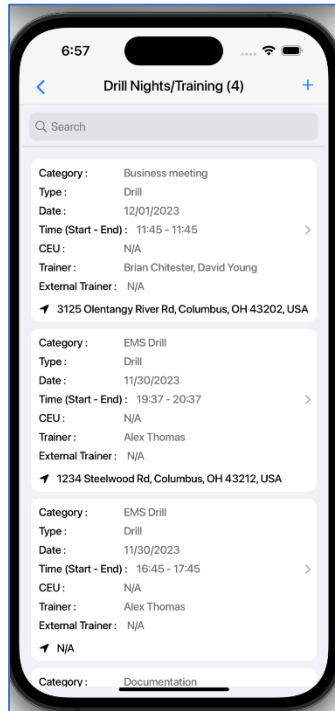 6:57
Drill Nights/Training (4)
Search
Category : Business meeting
Type : Drill
Date : 12/01/2023
Time (Start - End) : 11:45 - 11:45
CEU : N/A
Trainer : Brian Chitester, David Young
External Trainer : N/A
3125 Olentangy River Rd, Columbus, OH 43202, USA
Category : EMS Drill
Type : Drill
Date : 11/30/2023
Time (Start - End) : 19:37 - 20:37
CEU : N/A
Trainer : Alex Thomas
External Trainer : N/A
1234 Steelwood Rd, Columbus, OH 43212, USA
Category : EMS Drill
Type : Drill
Date : 11/30/2023
Time (Start - End) : 16:45 - 17:45
CEU : N/A
Trainer : Alex Thomas
External Trainer : N/A
N/A
Category : Documentation